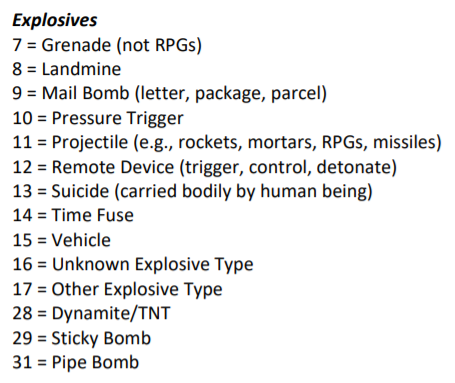 Explosives
7 = Grenade (not RPGs)
8 = Landmine
9 = Mail Bomb (letter, package, parcel)
10 = Pressure Trigger
11 = Projectile (e.g., rockets, mortars, RPGs, missiles)
12 = Remote Device (trigger, control, detonate)
13 = Suicide (carried bodily by human being)
14 = Time Fuse
15 = Vehicle
16 = Unknown Explosive Type
17 = Other Explosive Type
28 = Dynamite/TNT
29 = Sticky Bomb
31 = Pipe Bomb